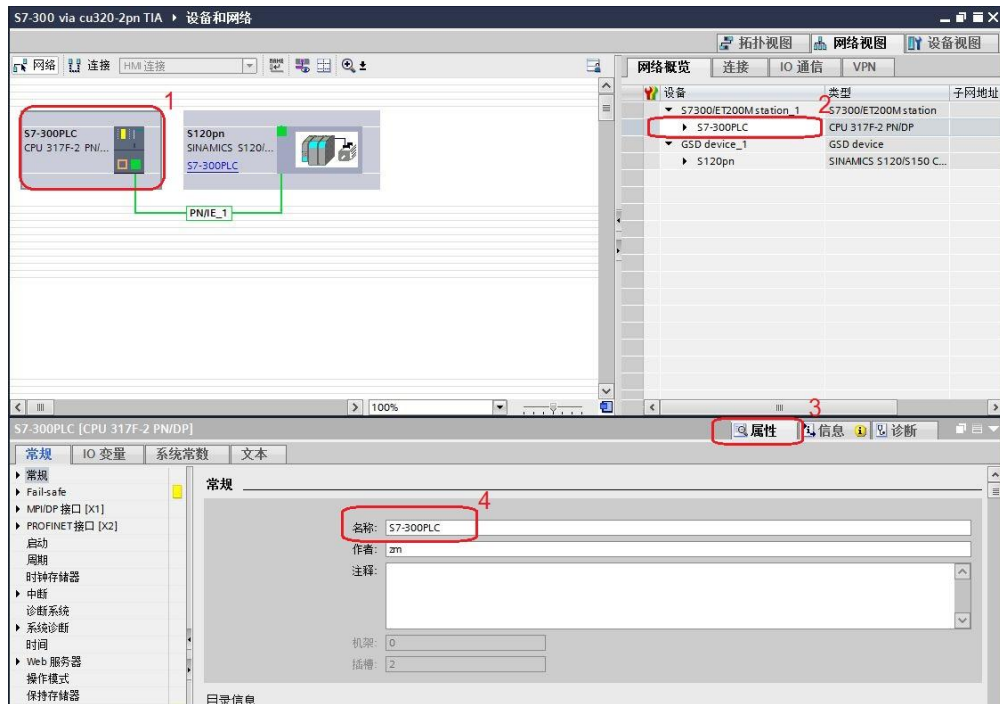 S7-300 via cu320-2pn TIA ▸ 设备和网络
拓扑视图 网络视图 设备视图
网络 连接 HMI 连接
网络概览 连接 IO 通信 VPN
设备 类型 子网地址
S7300/ET200M station_1 S7300/ET200M station
S7-300PLC CPU 317F-2 PN/DP
GSD device_1 GSD device
S120pn SINAMICS S120/S150 C...
1
2
S7-300PLC
CPU 317F-2 PN/...
S120pn
SINAMICS S120/...
S7-300PLC
PN/IE_1
100%
3
S7-300PLC [CPU 317F-2 PN/DP]
属性 信息 诊断
常规 IO 变量 系统常数 文本
常规
Fail-safe
MPI/DP 接口 [X1]
PROFINET接口 [X2]
启动
周期
时钟存储器
中断
诊断系统
系统诊断
时间
Web 服务器
操作模式
保持存储器
常规
4
名称: S7-300PLC
作者: zm
注释:
机架: 0
插槽: 2
目录信息